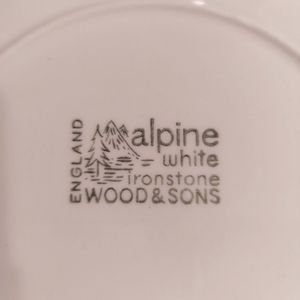 ENGLAND
alpine
white
ironstone
WOOD & SONS